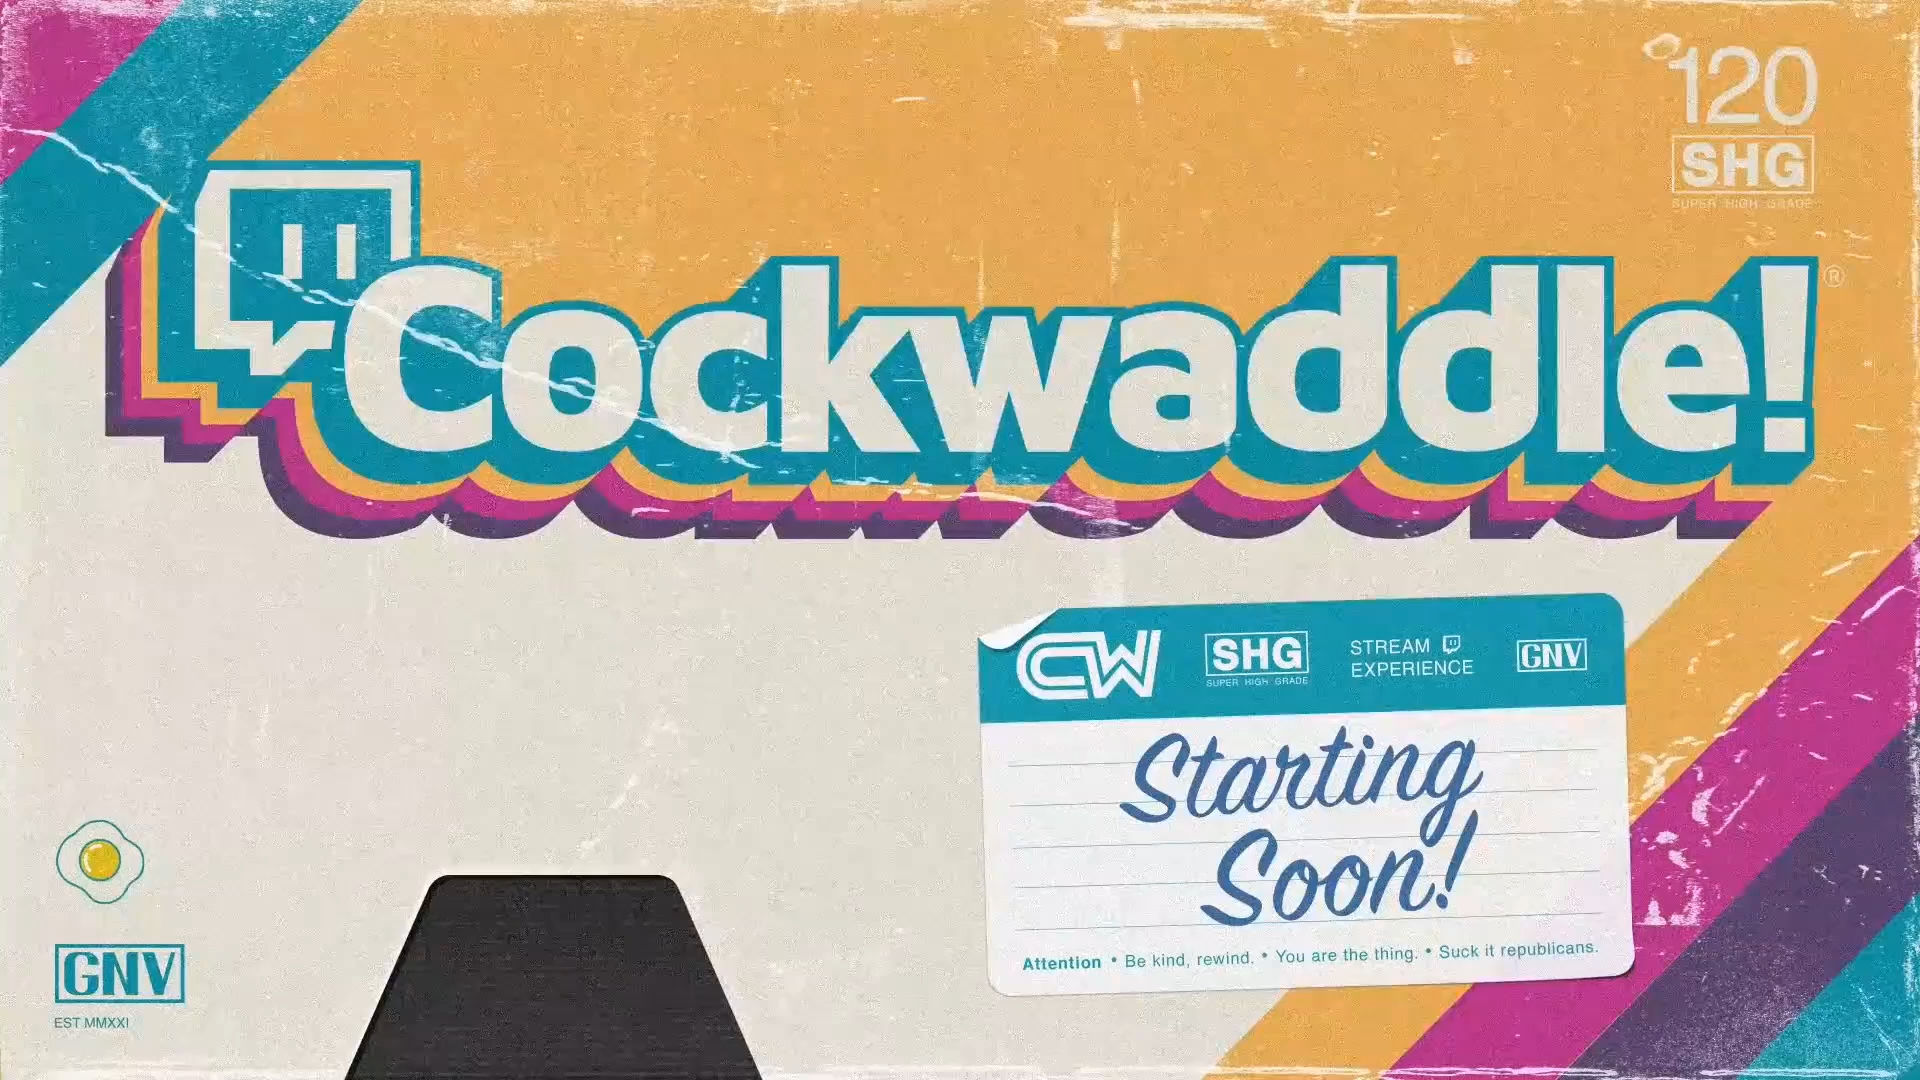 120
SHG
SUPER HIGH GRADE
Cockwaddle!
®
CW
SHG
SUPER HIGH GRADE
STREAM
EXPERIENCE
GNV
Starting
Soon!
Attention • Be kind, rewind. • You are the thing. • Suck it republicans.
GNV
EST MMXXI